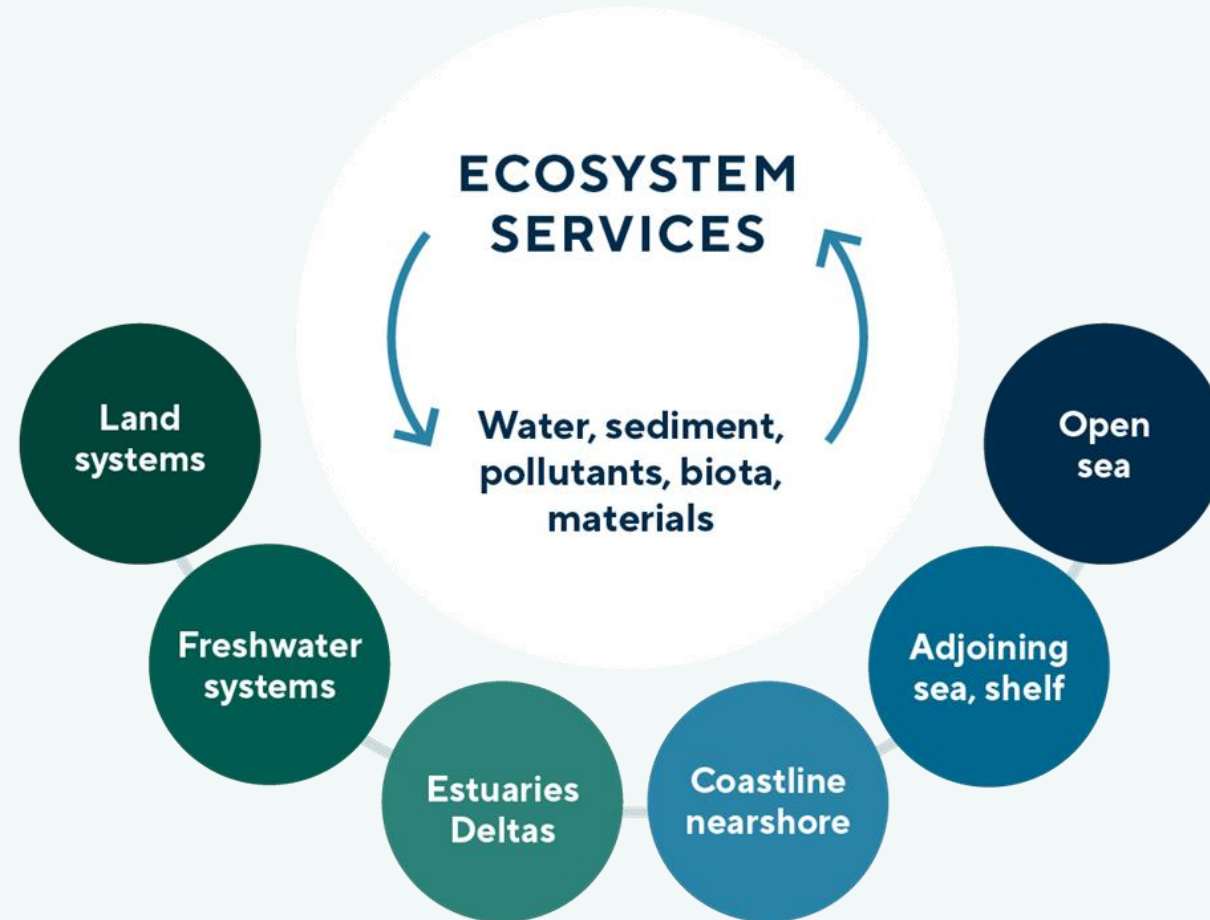 ECOSYSTEM
SERVICES
Water, sediment,
pollutants, biota,
materials
Land
systems
Freshwater
systems
Estuaries
Deltas
Coastline
nearshore
Adjoining
sea, shelf
Open
sea